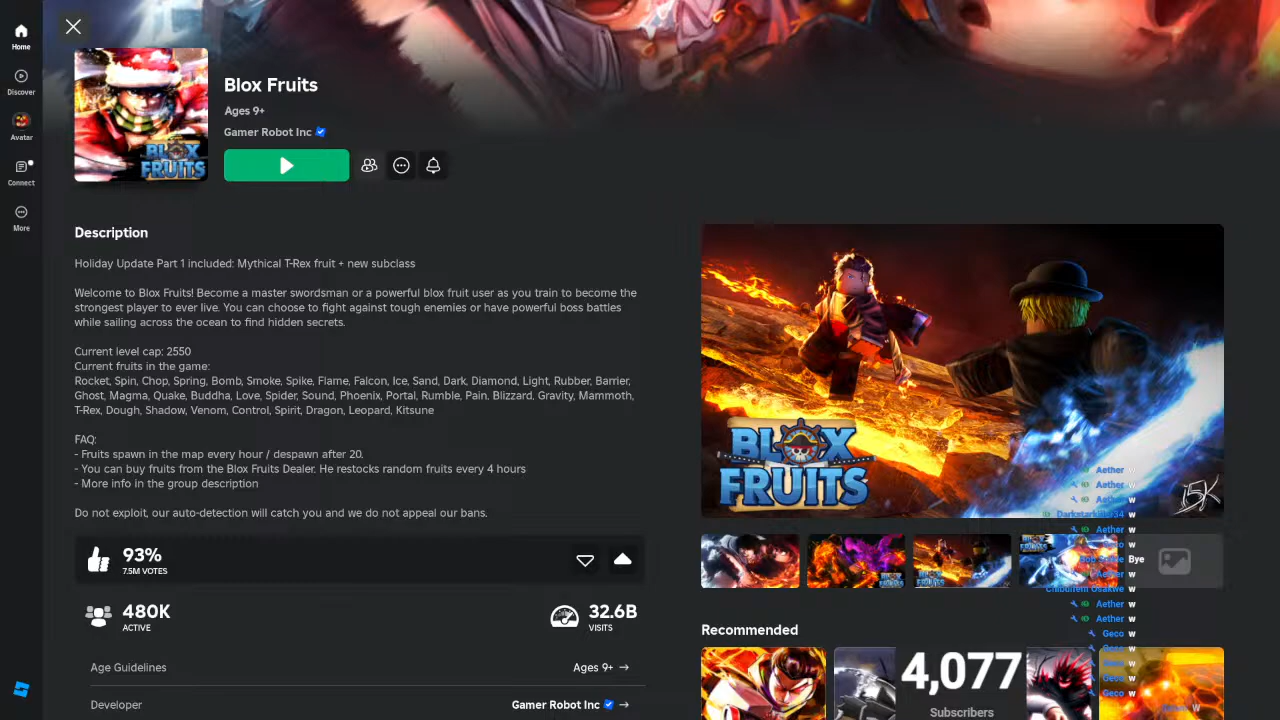 Home
Discover
Avatar
Connect
More
BLOX
FRUITS
Blox Fruits
Ages 9+
Gamer Robot Inc
Description
Holiday Update Part 1 included: Mythical T-Rex fruit + new subclass
Welcome to Blox Fruits! Become a master swordsman or a powerful blox fruit user as you train to become the
strongest player to ever live. You can choose to fight against tough enemies or have powerful boss battles
while sailing across the ocean to find hidden secrets.
Current level cap: 2550
Current fruits in the game:
Rocket, Spin, Chop, Spring, Bomb, Smoke, Spike, Flame, Falcon, Ice, Sand, Dark, Diamond, Light, Rubber, Barrier,
Ghost, Magma, Quake, Buddha, Love, Spider, Sound, Phoenix, Portal, Rumble, Pain, Blizzard, Gravity, Mammoth,
T-Rex, Dough, Shadow, Venom, Control, Spirit, Dragon, Leopard, Kitsune
FAQ:
- Fruits spawn in the map every hour / despawn after 20.
- You can buy fruits from the Blox Fruits Dealer. He restocks random fruits every 4 hours
- More info in the group description
Do not exploit, our auto-detection will catch you and we do not appeal our bans.
93%
7.5M VOTES
480K
ACTIVE
32.6B
VISITS
Age Guidelines
Ages 9+
Developer
Gamer Robot Inc
BLOX
FRUITS
Aether
Aether w
Aether w
Aether w
Bye
Aether w
Chibuifem Osakwe w
Aether w
Aether w
Geco w
Geco w
Geco w
Geco w
Geco w
Recommended
4,077
Subscribers